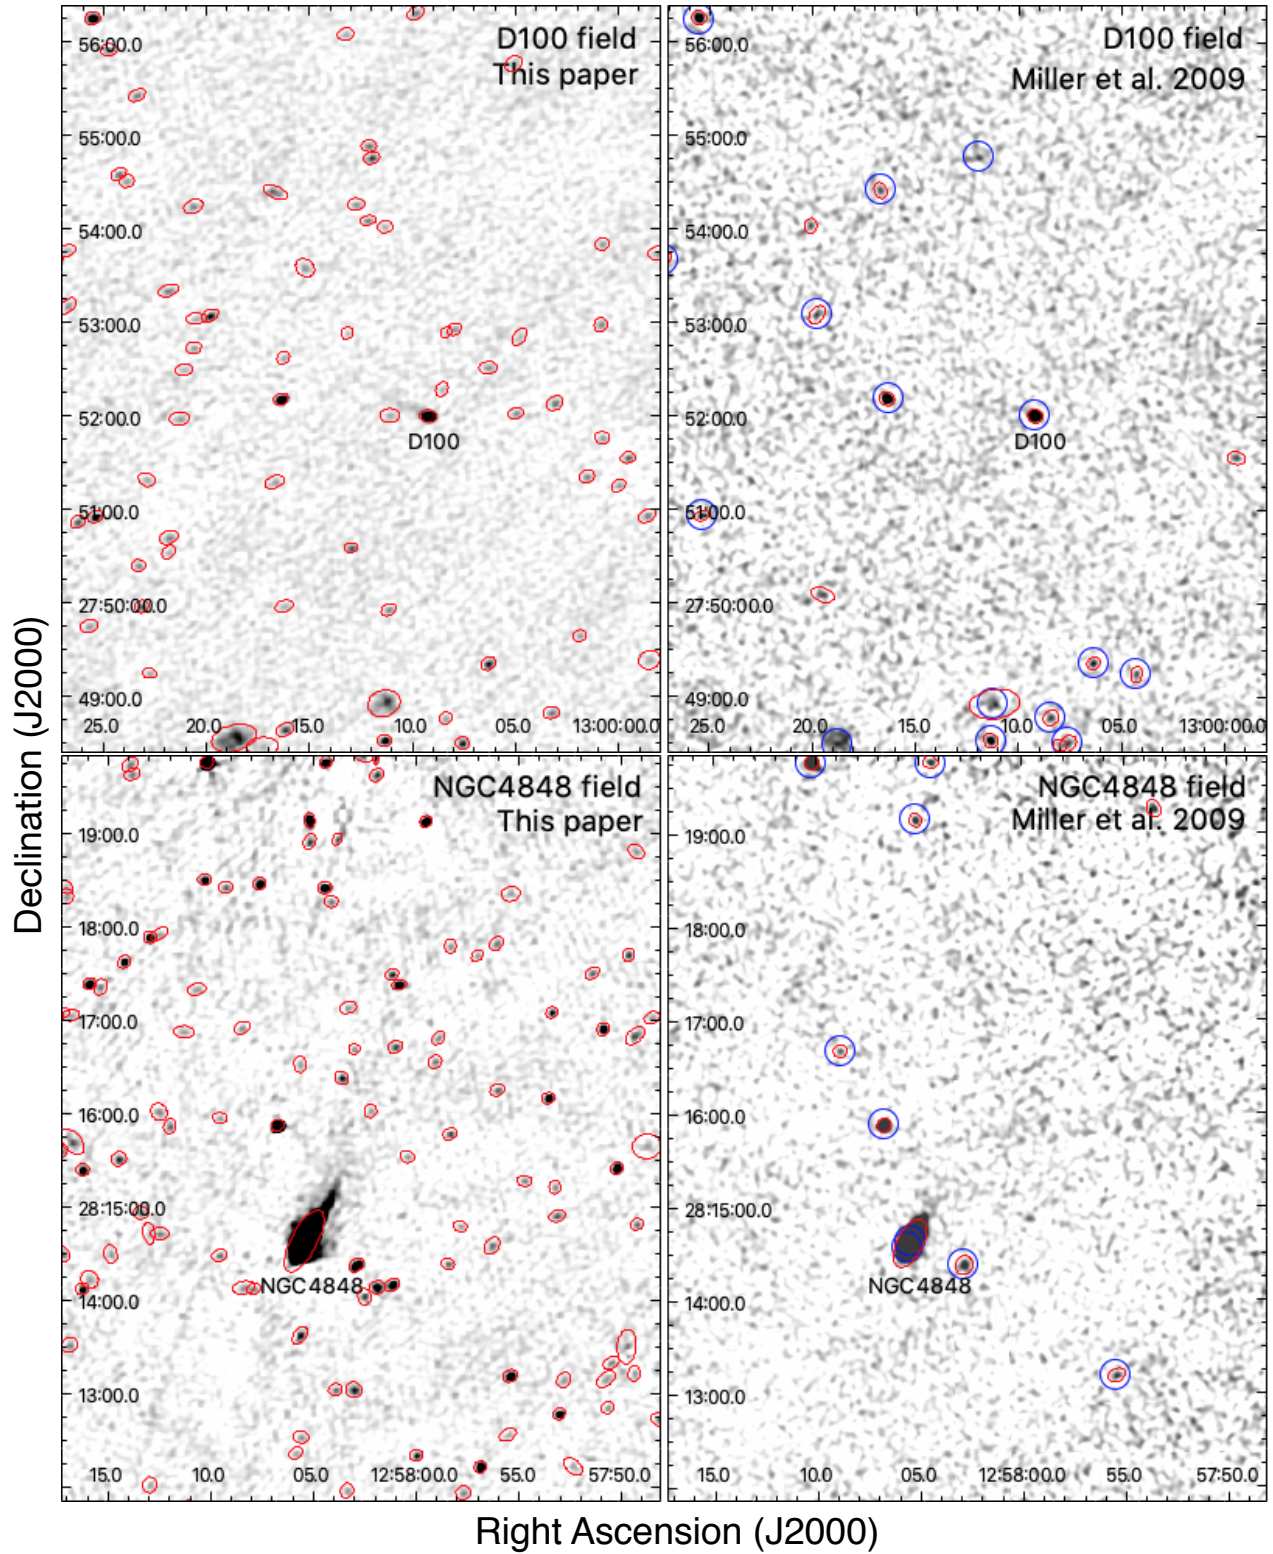 D100 field
This paper
56:00.0
55:00.0
54:00.0
53:00.0
52:00.0
51:00.0
27:50:00.0
49:00.0
D100
25.0 20.0 15.0 10.0 05.0 13:00:00.0
D100 field
Miller et al. 2009
56:00.0
55:00.0
54:00.0
53:00.0
52:00.0
51:00.0
27:50:00.0
49:00.0
D100
25.0 20.0 15.0 10.0 05.0 13:00:00.0
NGC4848 field
This paper
19:00.0
18:00.0
17:00.0
16:00.0
28:15:00.0
14:00.0
13:00.0
NGC4848
15.0 10.0 05.0 12:58:00.0 55.0 57:50.0
NGC4848 field
Miller et al. 2009
19:00.0
18:00.0
17:00.0
16:00.0
28:15:00.0
14:00.0
13:00.0
NGC4848
15.0 10.0 05.0 12:58:00.0 55.0 57:50.0
Declination (J2000)
Right Ascension (J2000)